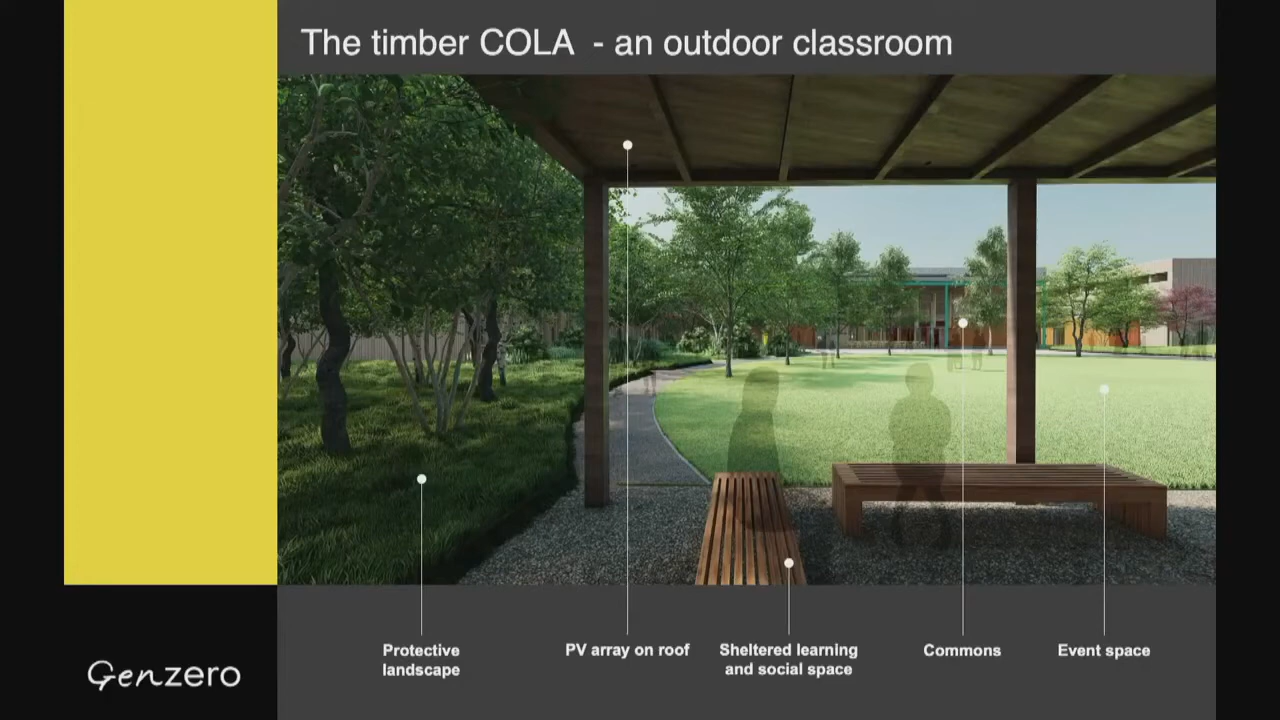 The timber COLA - an outdoor classroom
Protective
landscape
PV array on roof
Sheltered learning
and social space
Commons
Event space
Genzero